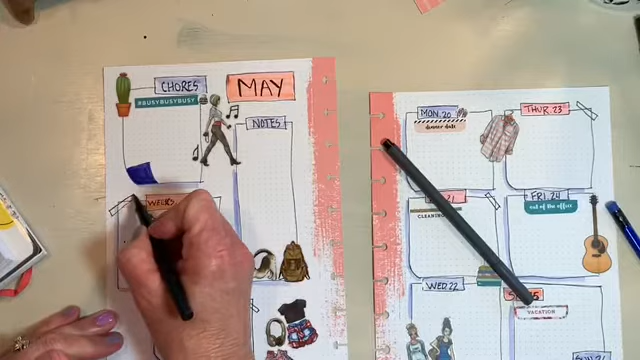 CHORES
#BUSYBUSYBUSY
MAY
NOTES
MON. 20
dinner date
THUR. 23
CLEANING
FRI. 24
out of the office
WED. 22
VACATION